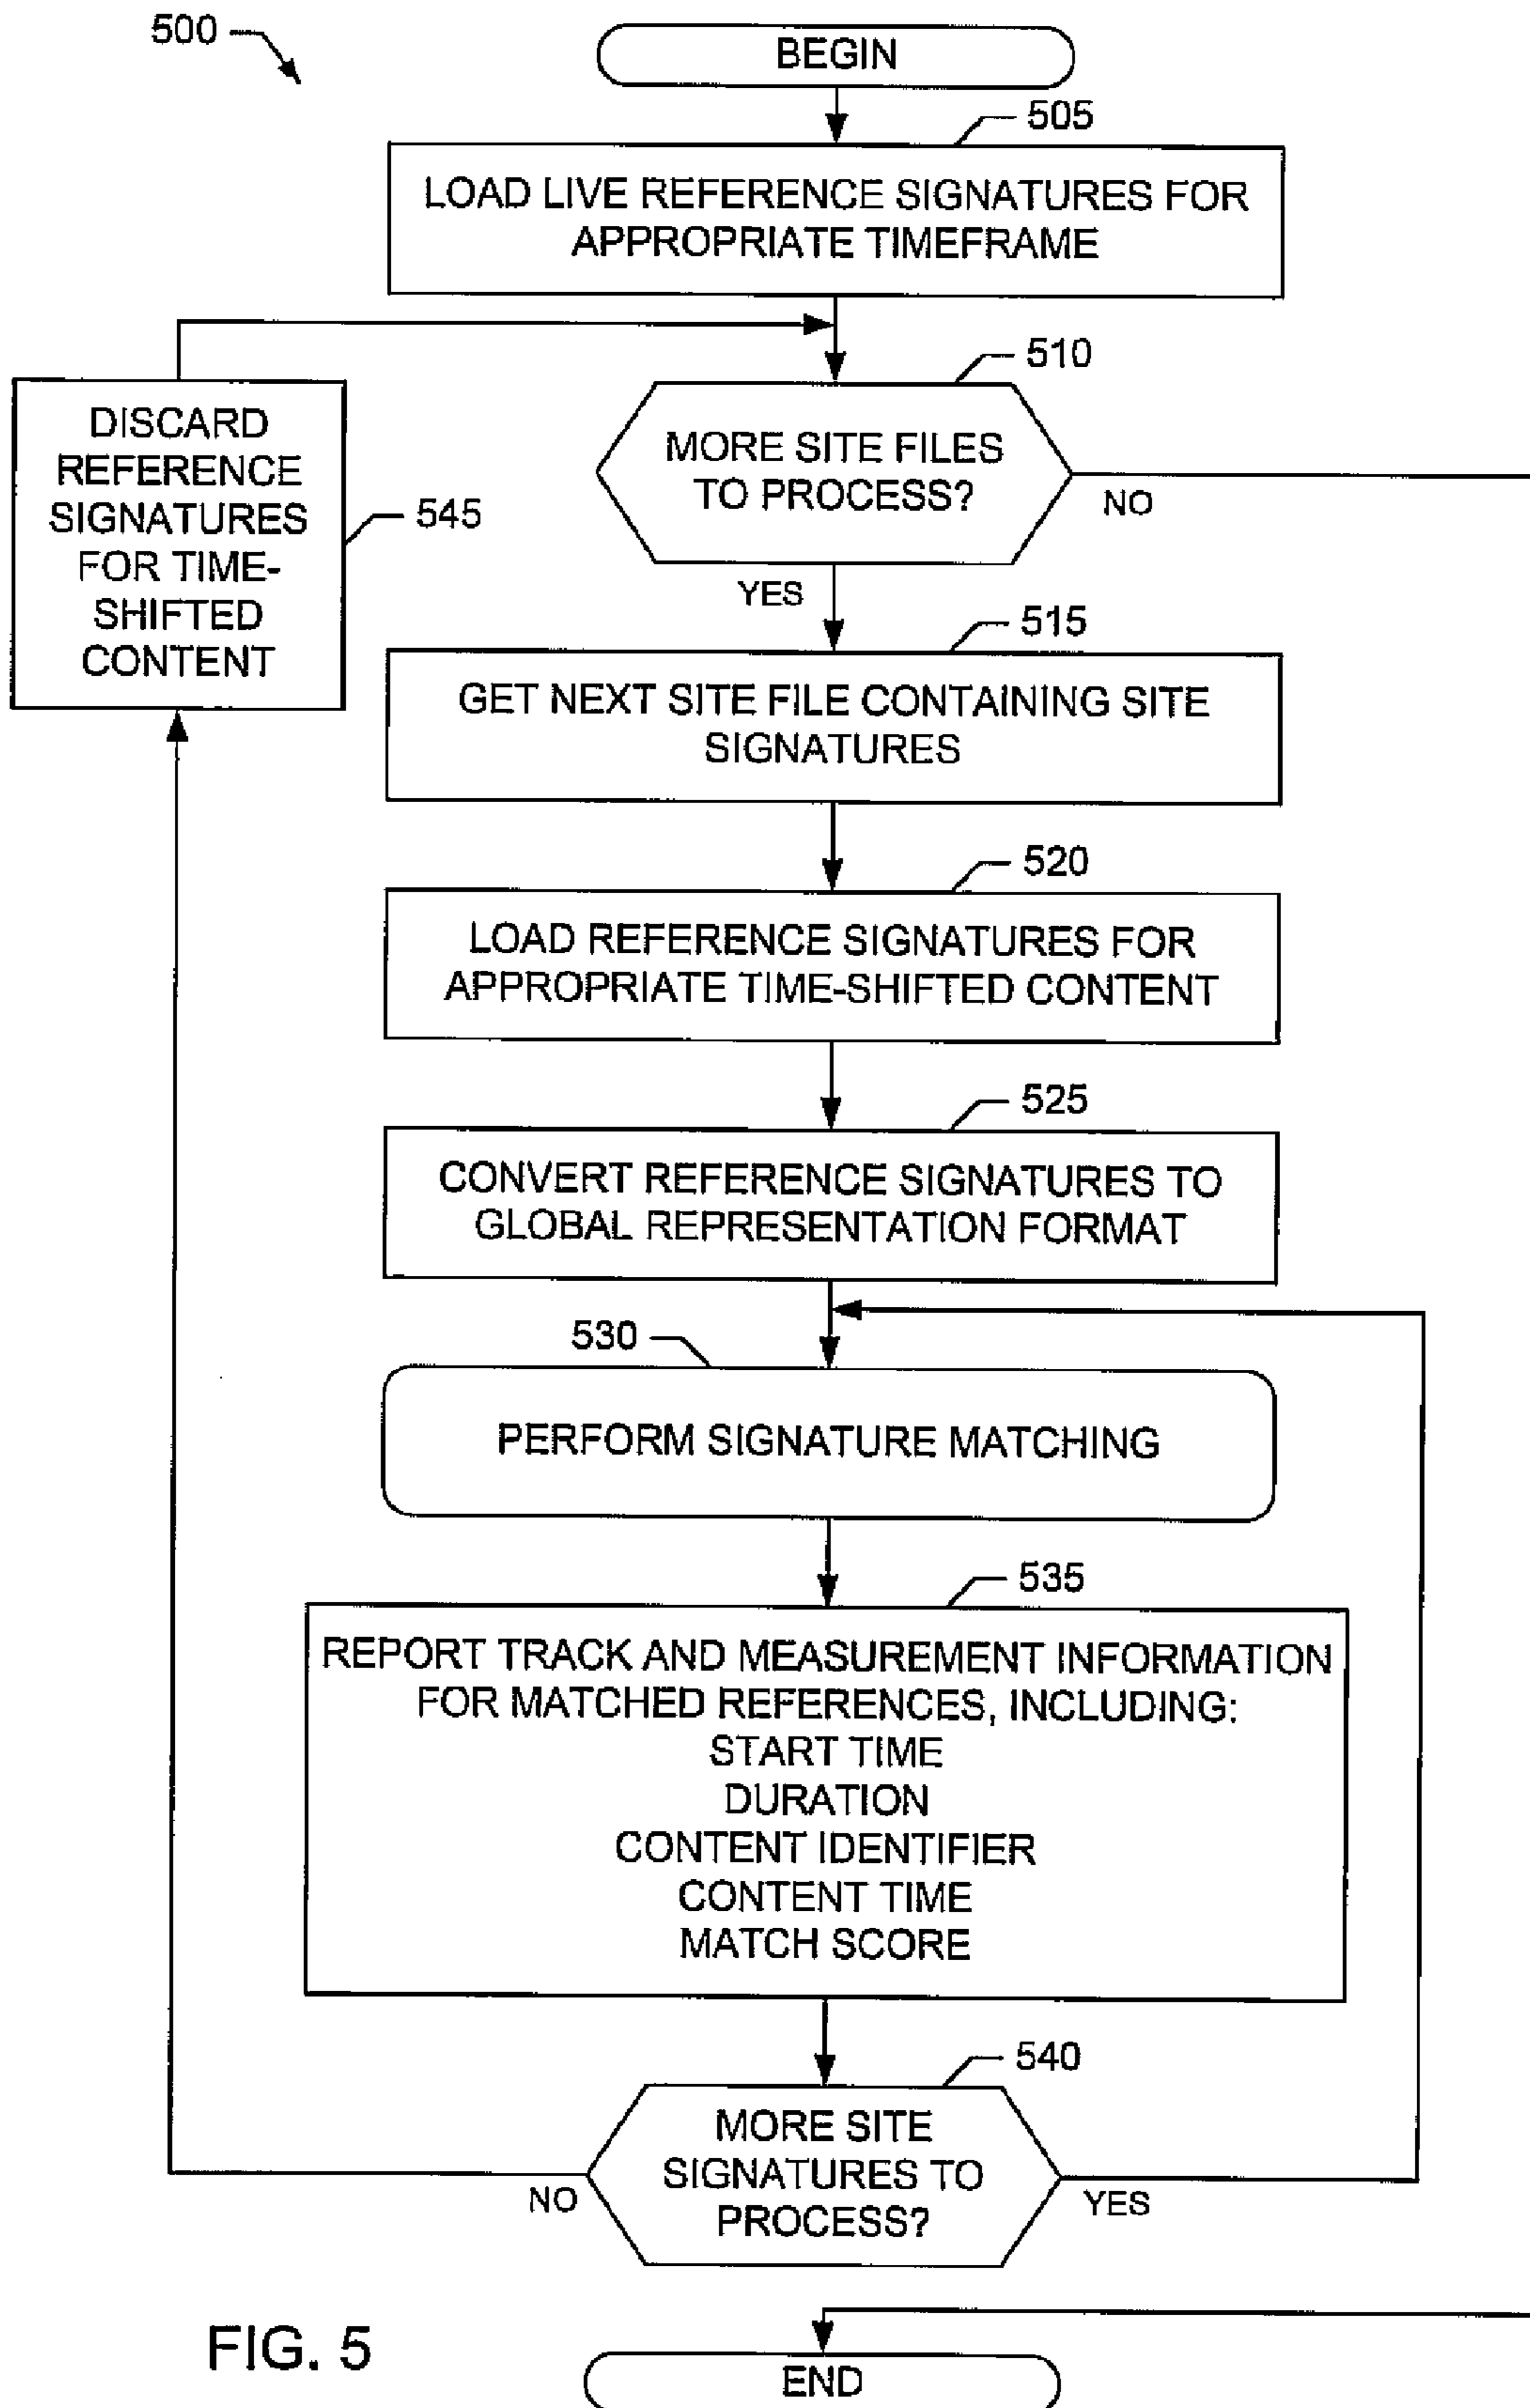 500
BEGIN
505
LOAD LIVE REFERENCE SIGNATURES FOR
APPROPRIATE TIMEFRAME
510
MORE SITE FILES
TO PROCESS?
NO
YES
DISCARD
REFERENCE
SIGNATURES
FOR TIME-
SHIFTED
CONTENT
545
515
GET NEXT SITE FILE CONTAINING SITE
SIGNATURES
520
LOAD REFERENCE SIGNATURES FOR
APPROPRIATE TIME-SHIFTED CONTENT
525
CONVERT REFERENCE SIGNATURES TO
GLOBAL REPRESENTATION FORMAT
530
PERFORM SIGNATURE MATCHING
535
REPORT TRACK AND MEASUREMENT INFORMATION
FOR MATCHED REFERENCES, INCLUDING:
START TIME
DURATION
CONTENT IDENTIFIER
CONTENT TIME
MATCH SCORE
540
MORE SITE
SIGNATURES TO
PROCESS?
NO
YES
FIG. 5
END